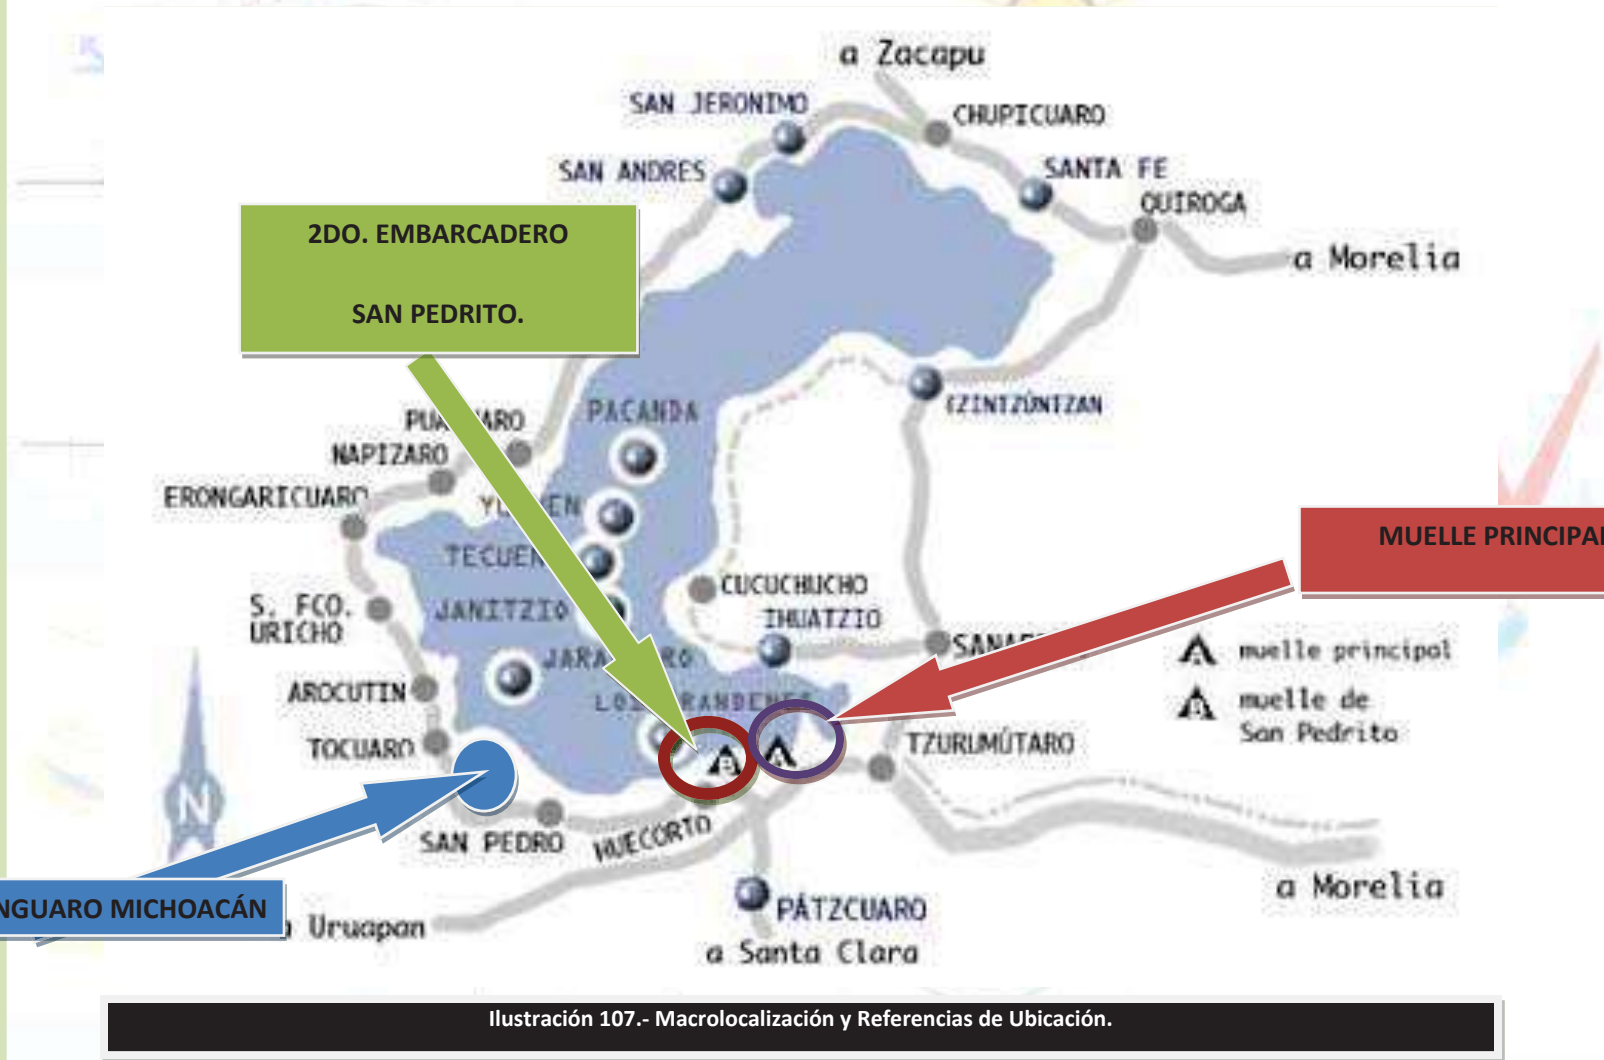 a Zacapu
SAN JERONIMO
CHUPICUARO
SAN ANDRES
SANTA FE
QUIROGA
a Morelia
2DO. EMBARCADERO
SAN PEDRITO.
TZINTZÚNTZAN
PACANDA
NAPIZARO
ERONGARICUARO
TECUEN
JANITZIO
S. FCO.
URICHO
CUCUCHUCHO
IHUATZIO
MUELLE PRINCIPAL
muelle principal
muelle de
San Pedrito
AROCUTIN
TOCUARO
TZURUMÚTARO
N
SAN PEDRO
HUECORTO
NGUARO MICHOACÁN
a Uruapan
PÁTZCUARO
a Santa Clara
a Morelia
Ilustración 107.- Macrolocalización y Referencias de Ubicación.